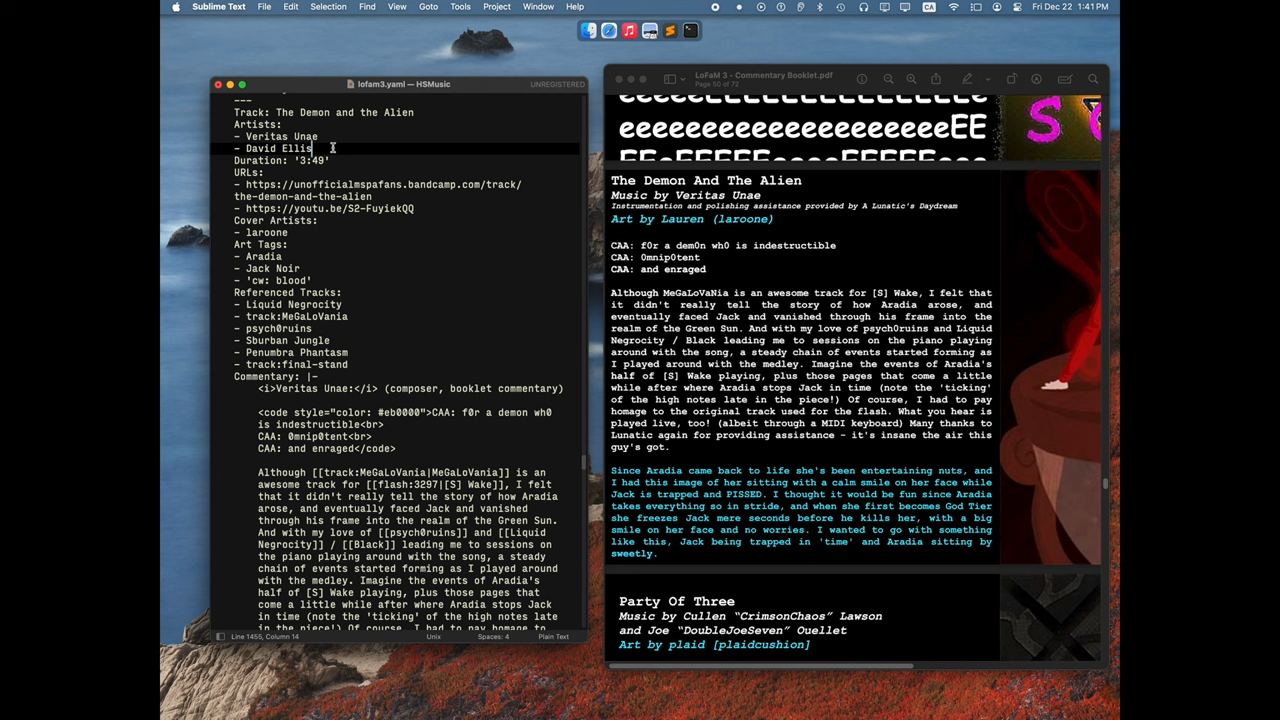 Sublime Text File Edit Selection Find View Goto Tools Project Window Help
CA
Fri Dec 22 1:41 PM
lofam3.yaml — HSMusic
UNREGISTERED
---
Track: The Demon and the Alien
Artists:
- Veritas Unae
- David Ellis
Duration: '3:49'
URLs:
- https://unofficialmspafans.bandcamp.com/track/
the-demon-and-the-alien
- https://youtu.be/S2-FuyiekQQ
Cover Artists:
- laroone
Art Tags:
- Aradia
- Jack Noir
- 'cw: blood'
Referenced Tracks:
- Liquid Negrocity
- track:MeGaLoVania
- psych0ruins
- Sburban Jungle
- Penumbra Phantasm
- track:final-stand
Commentary: |-
<i>Veritas Unae:</i> (composer, booklet commentary)
<code style="color: #eb0000">CAA: f0r a demon wh0
is indestructible<br>
CAA: 0mnip0tent<br>
CAA: and enraged</code>
Although [[track:MeGaLoVania|MeGaLoVania]] is an
awesome track for [[flash:3297|[S] Wake]], I felt
that it didn't really tell the story of how Aradia
arose, and eventually faced Jack and vanished
through his frame into the realm of the Green Sun.
And with my love of [[psych0ruins]] and [[Liquid
Negrocity]] / [[Black]] leading me to sessions on
the piano playing around with the song, a steady
chain of events started forming as I played around
with the medley. Imagine the events of Aradia's
half of [S] Wake playing, plus those pages that
come a little while after where Aradia stops Jack
in time (note the 'ticking' of the high notes late
in the piece!) Of course, I had to pay homage to
Line 1455, Column 14
Unix
Spaces: 4
Plain Text
LoFaM 3 - Commentary Booklet.pdf
Page 50 of 72
eeeeeeeeeeeeeeeeeeeeeEE
The Demon And The Alien
Music by Veritas Unae
Instrumentation and polishing assistance provided by A Lunatic's Daydream
Art by Lauren (laroone)
CAA: f0r a dem0n wh0 is indestructible
CAA: 0mnip0tent
CAA: and enraged
Although MeGaLoVaNia is an awesome track for [S] Wake, I felt that
it didn't really tell the story of how Aradia arose, and
eventually faced Jack and vanished through his frame into the
realm of the Green Sun. And with my love of psych0ruins and Liquid
Negrocity / Black leading me to sessions on the piano playing
around with the song, a steady chain of events started forming as
I played around with the medley. Imagine the events of Aradia's
half of [S] Wake playing, plus those pages that come a little
while after where Aradia stops Jack in time (note the 'ticking'
of the high notes late in the piece!) Of course, I had to pay
homage to the original track used for the flash. What you hear is
played live, too! (albeit through a MIDI keyboard) Many thanks to
Lunatic again for providing assistance - it's insane the air this
guy's got.
Since Aradia came back to life she's been entertaining nuts, and
I had this image of her sitting with a calm smile on her face while
Jack is trapped and PISSED. I thought it would be fun since Aradia
takes everything so in stride, and when she first becomes God Tier
she freezes Jack mere seconds before he kills her, with a big
smile on her face and no worries. I wanted to go with something
like this, Jack being trapped in 'time' and Aradia sitting by
sweetly.
Party Of Three
Music by Cullen “CrimsonChaos” Lawson
and Joe “DoubleJoeSeven” Ouellet
Art by plaid [plaidcushion]